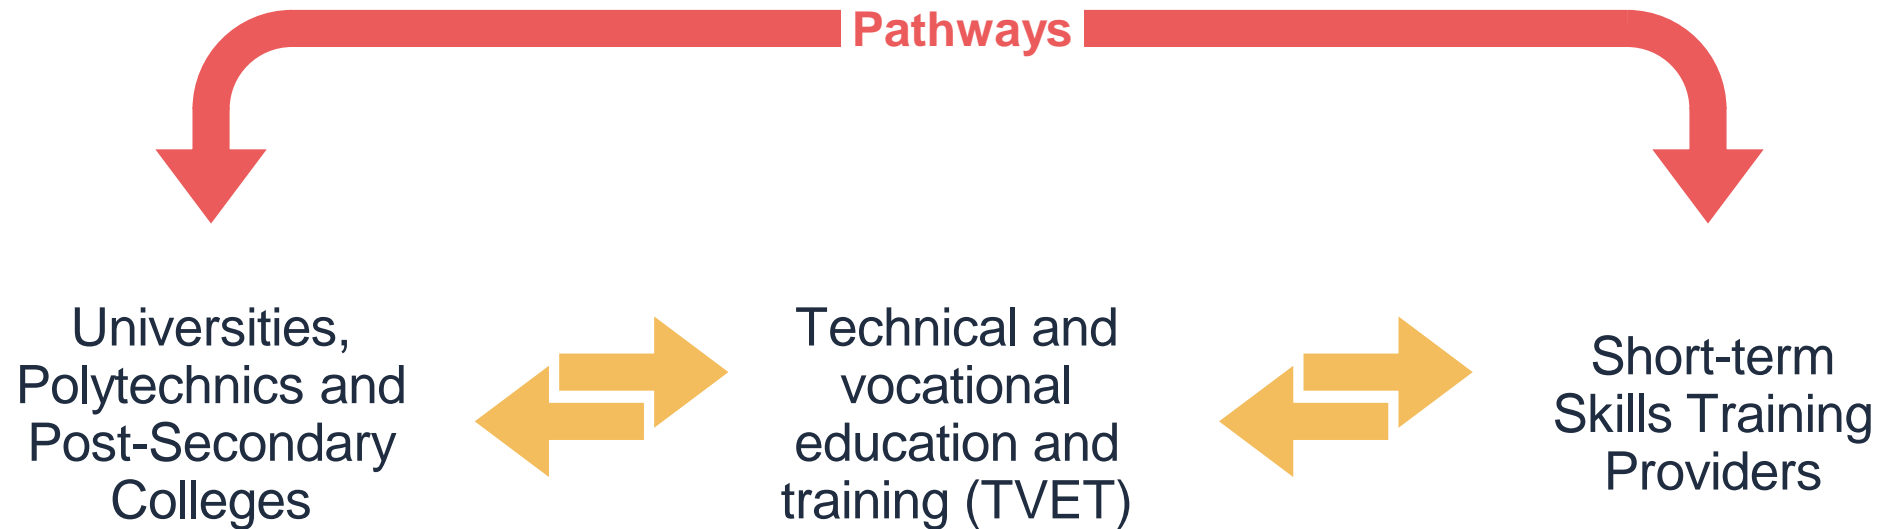 Pathways
Universities,
Polytechnics and
Post-Secondary
Colleges
Technical and
vocational
education and
training (TVET)
Short-term
Skills Training
Providers